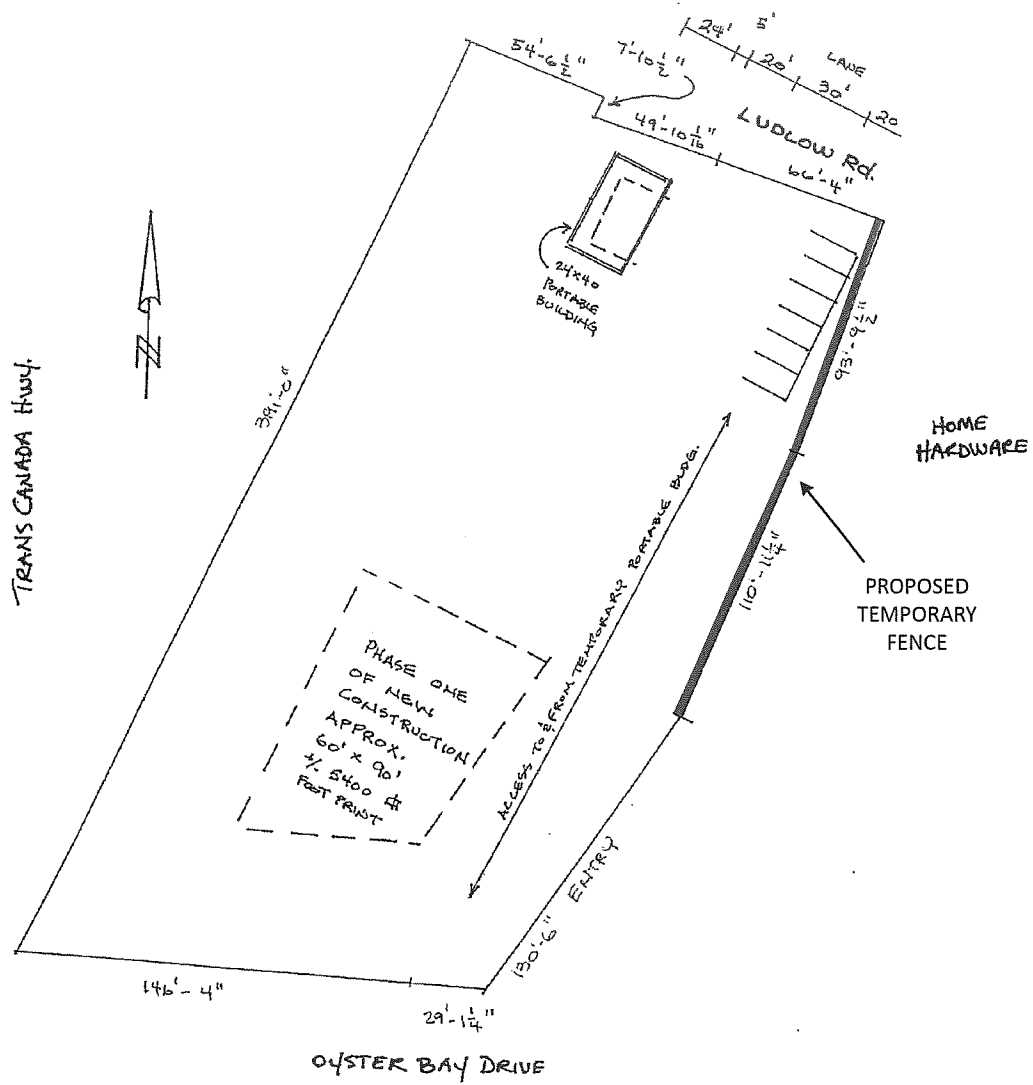 24'
5'
20'
LANE
30'
20
54'-6 1/2"
7'-10 1/2"
49'-10 1/16"
LUDLOW Rd.
66'-4"
24x40
PORTABLE
BUILDING
N
93'-9 1/2"
391'-0"
TRANS CANADA Hwy.
HOME
HARDWARE
110'-11 1/4"
PROPOSED
TEMPORARY
FENCE
ACCESS TO & FROM TEMPORARY PORTABLE BUDG.
PHASE ONE
OF NEW
CONSTRUCTION
APPROX.
60' x 90'
+/- 5400
FOOT PRINT
ENTRY
130'-6"
146'-4"
29'-1 1/4"
OYSTER BAY DRIVE